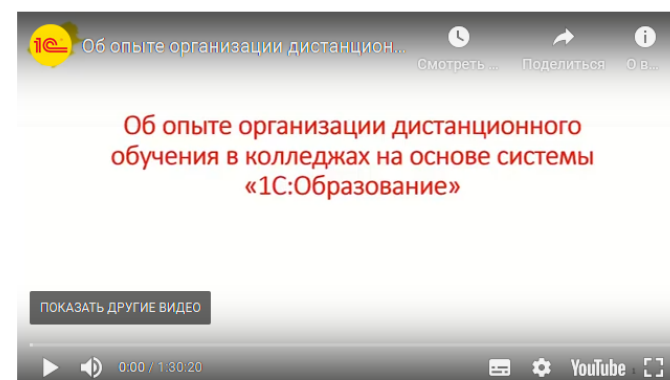 1С
Об опыте организации дистанцион...
Смотреть ...
Поделиться
О в...
Об опыте организации дистанционного
обучения в колледжах на основе системы
«1С:Образование»
ПОКАЗАТЬ ДРУГИЕ ВИДЕО
0:00 / 1:30:20
YouTube